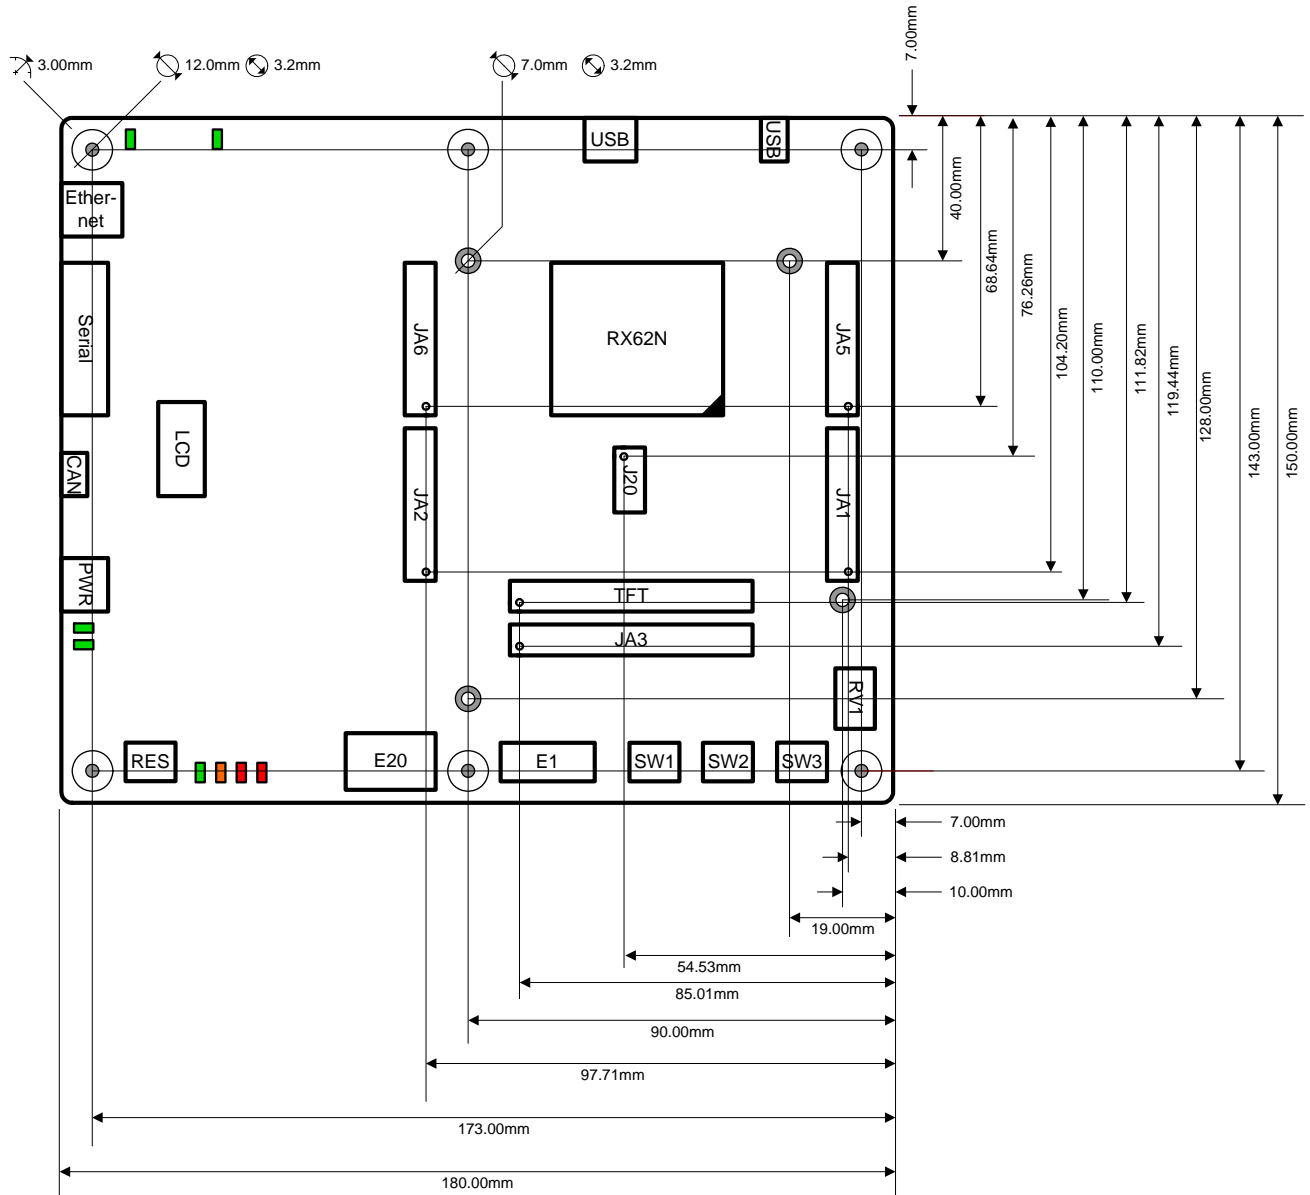 7.00mm
3.00mm
12.0mm
3.2mm
7.0mm
3.2mm
USB
USB
Ether-
net
40.00mm
68.64mm
76.26mm
104.20mm
110.00mm
111.82mm
119.44mm
128.00mm
143.00mm
150.00mm
Serial
JA6
RX62N
JA5
LCD
CAN
JA2
J20
JA1
PWR
TFT
JA3
RV1
RES
E20
E1
SW1
SW2
SW3
7.00mm
8.81mm
10.00mm
19.00mm
54.53mm
85.01mm
90.00mm
97.71mm
173.00mm
180.00mm